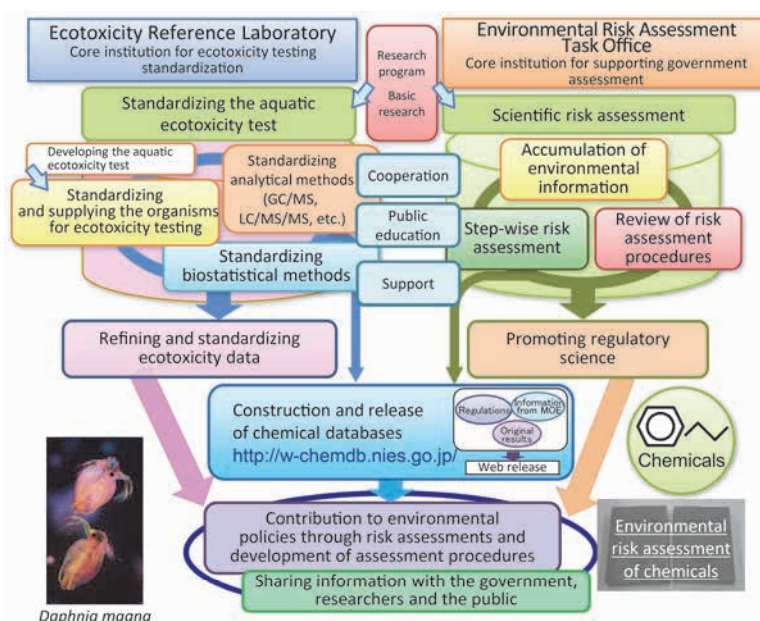 Ecotoxicity Reference Laboratory
Core institution for ecotoxicity testing
standardization
Research
program
Basic
research
Environmental Risk Assessment
Task Office
Core institution for supporting government
assessment
Standardizing the aquatic
ecotoxicity test
Scientific risk assessment
Developing the aquatic
ecotoxicity test
Standardizing
and supplying the organisms
for ecotoxicity testing
Standardizing
analytical methods
(GC/MS,
LC/MS/MS, etc.)
Standardizing
biostatistical methods
Cooperation
Public
education
Support
Accumulation of
environmental
information
Step-wise risk
assessment
Review of risk
assessment
procedures
Refining and standardizing
ecotoxicity data
Promoting regulatory
science
Construction and release
of chemical databases
http://w-chemdb.nies.go.jp/
Regulations
Information
from MOE
Original
results
Web release
Chemicals
Contribution to environmental
policies through risk assessments and
development of assessment procedures
Sharing information with the government,
researchers and the public
Environmental
risk assessment
of chemicals
Daphnia magna